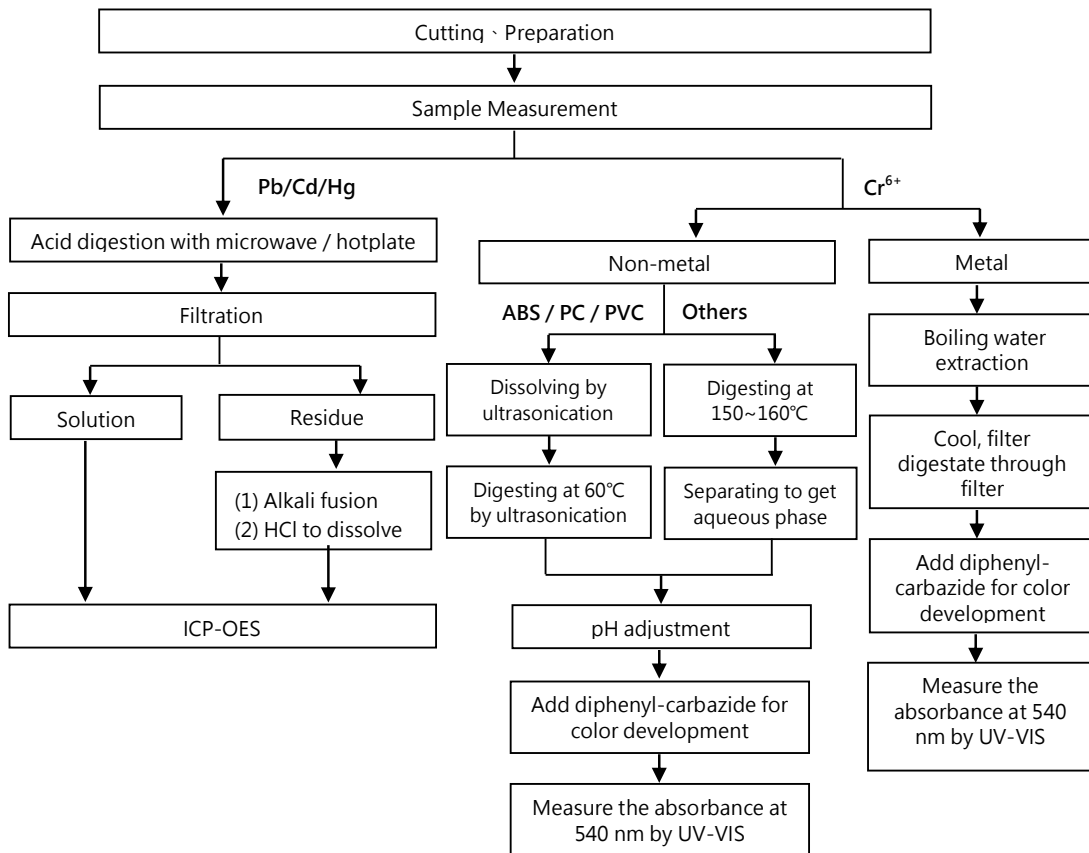 Cutting、Preparation
Sample Measurement
Pb/Cd/Hg
Acid digestion with microwave / hotplate
Filtration
Solution
Residue
(1) Alkali fusion
(2) HCl to dissolve
ICP-OES
Cr⁶⁺
Non-metal
ABS / PC / PVC
Dissolving by
ultrasonication
Digesting at 60℃
by ultrasonication
Others
Digesting at
150~160℃
Separating to get
aqueous phase
pH adjustment
Add diphenyl-carbazide for
color development
Measure the absorbance at
540 nm by UV-VIS
Metal
Boiling water
extraction
Cool, filter
digestate through
filter
Add diphenyl-
carbazide for color
development
Measure the
absorbance at 540
nm by UV-VIS